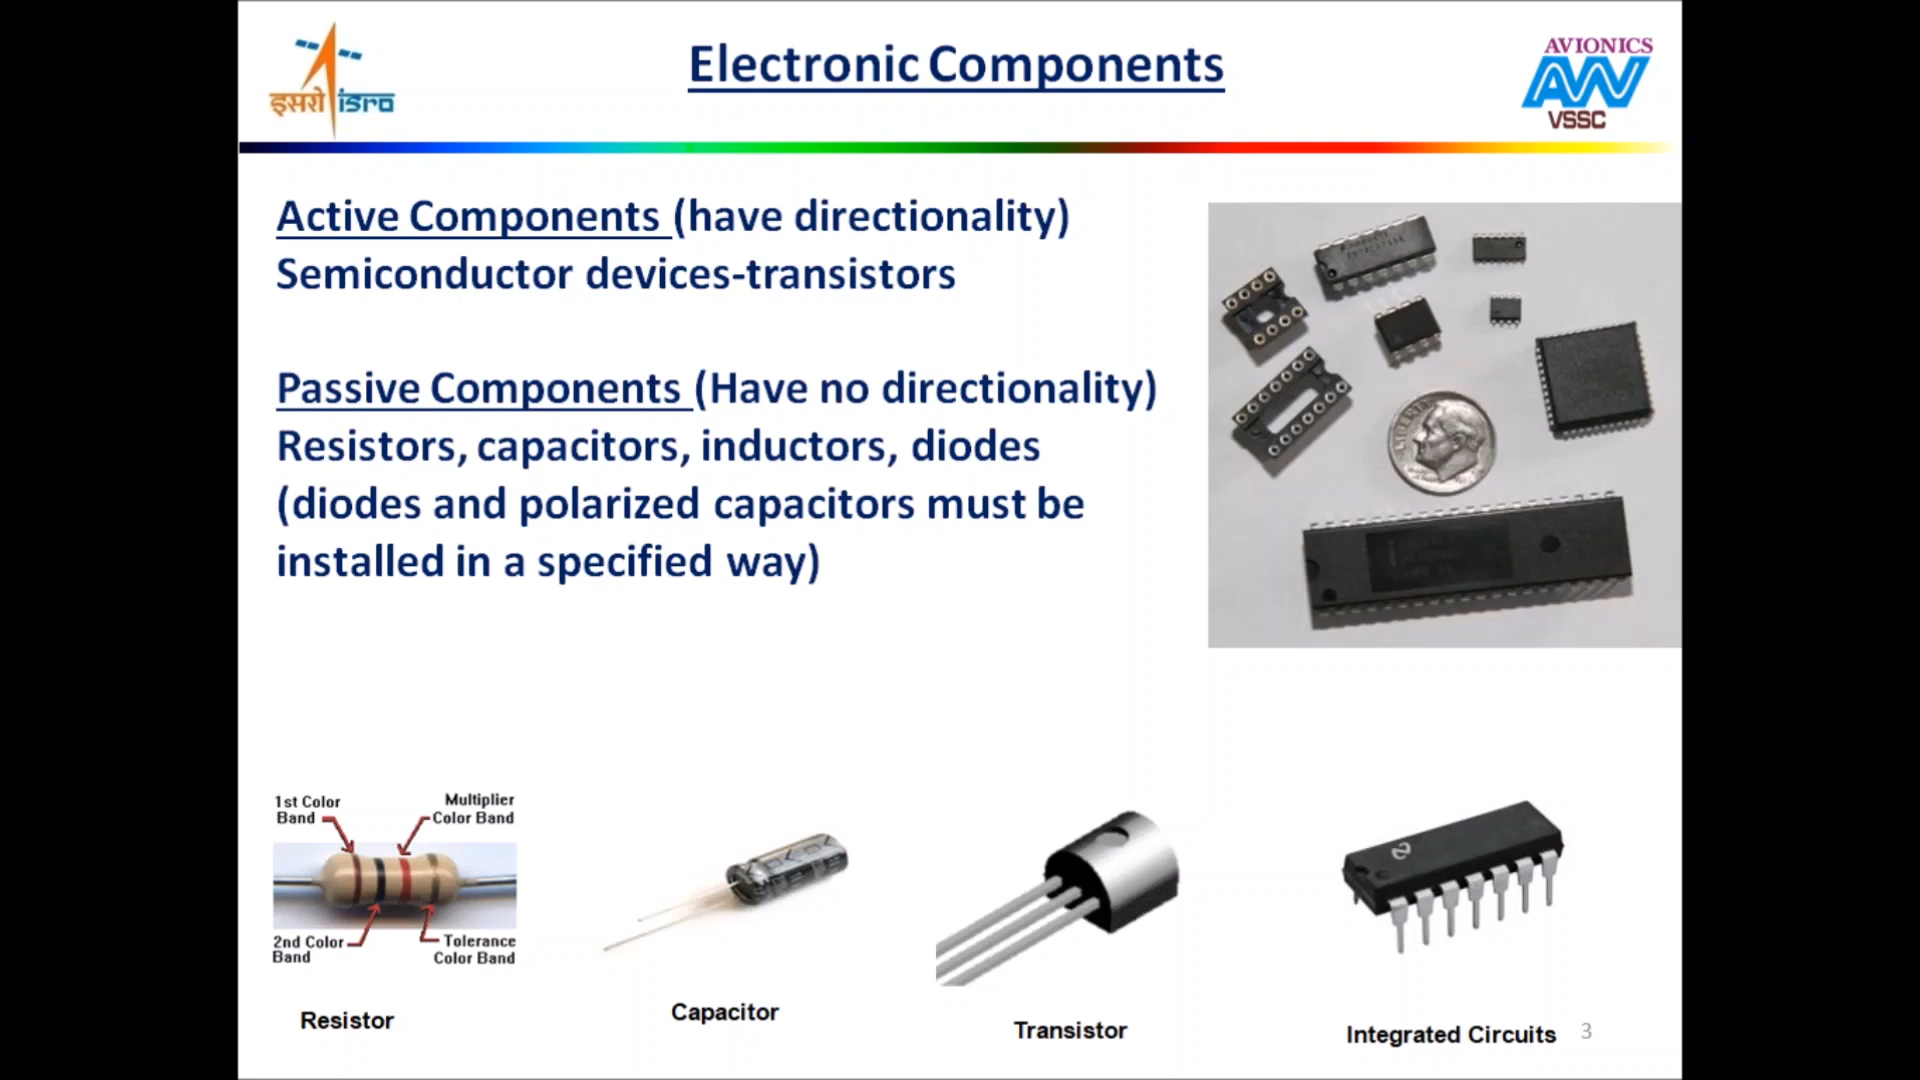 इसरो isro
Electronic Components
AVIONICS
VSSC
Active Components (have directionality)
Semiconductor devices-transistors
Passive Components (Have no directionality)
Resistors, capacitors, inductors, diodes
(diodes and polarized capacitors must be
installed in a specified way)
LIBERTY
1st Color
Band
Multiplier
Color Band
2nd Color
Band
Tolerance
Color Band
Resistor
Capacitor
Transistor
Integrated Circuits
3